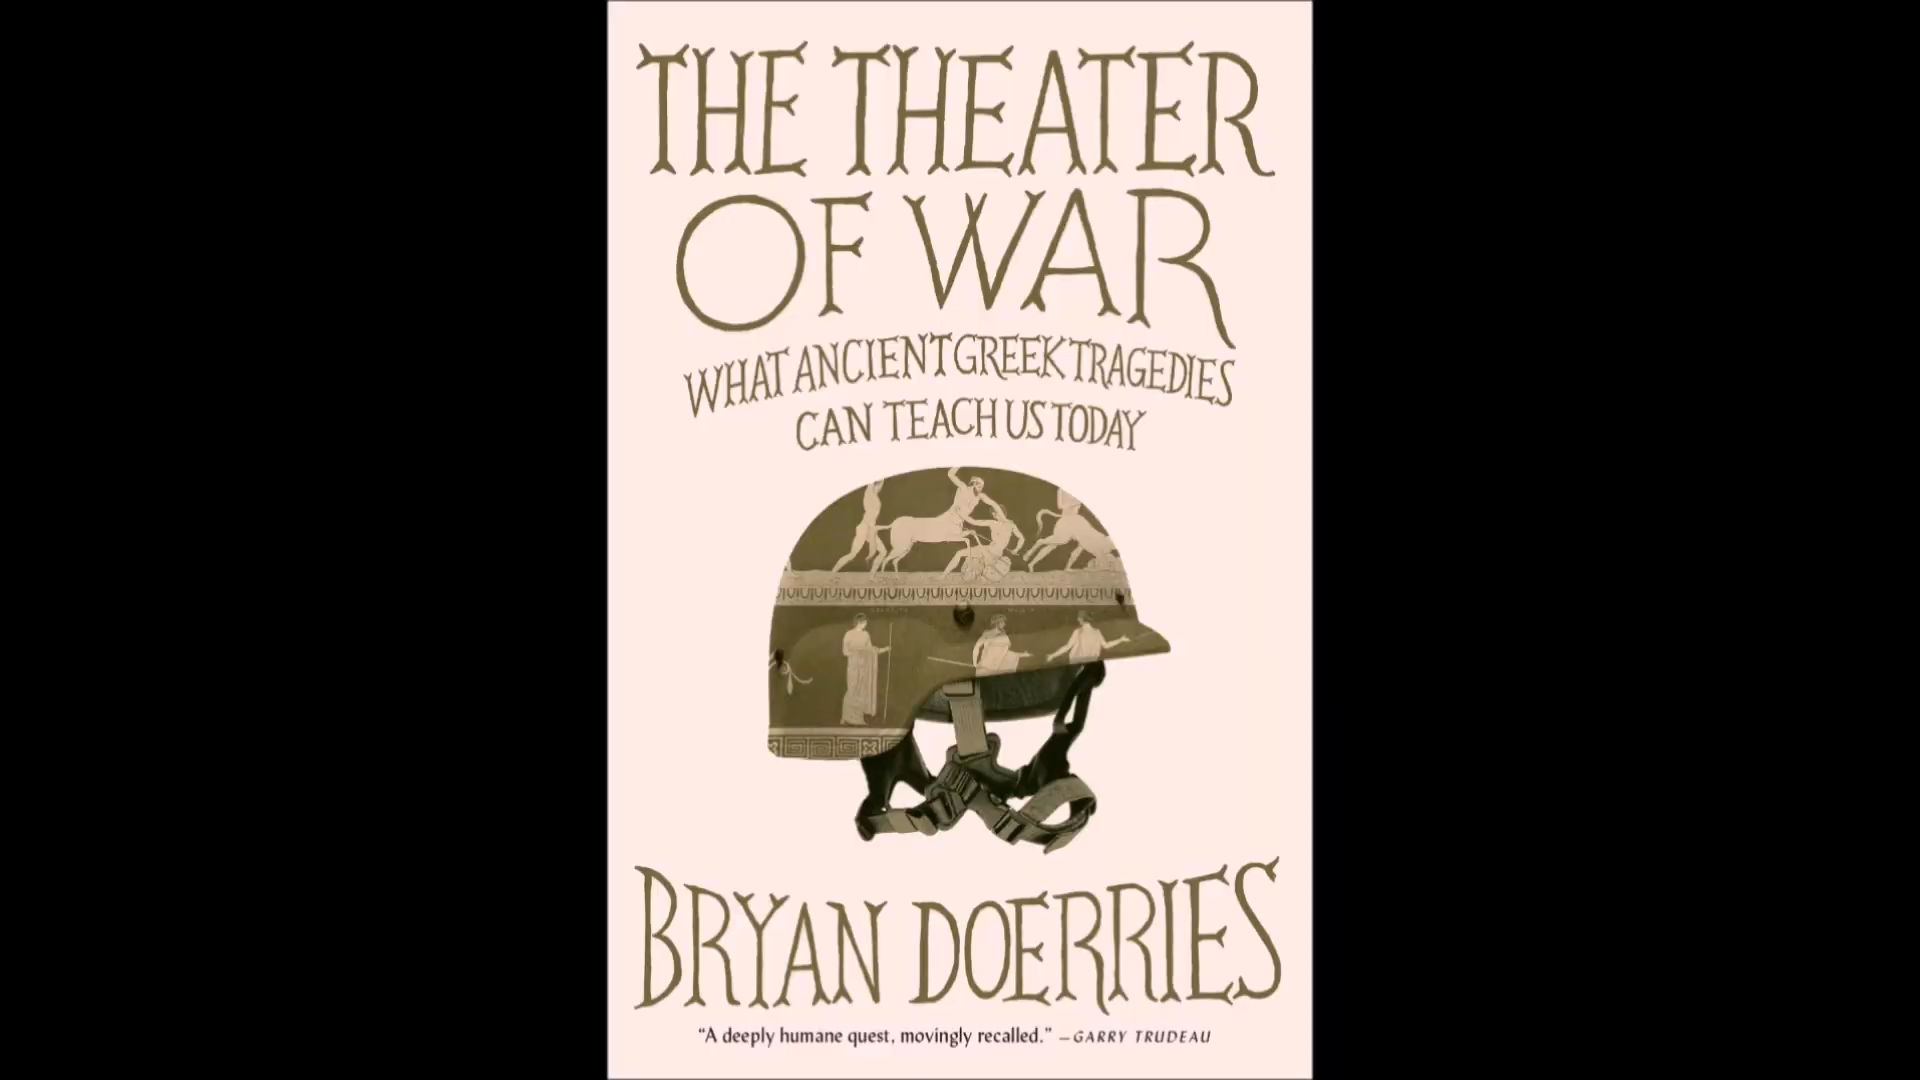 THE THEATER
OF WAR
WHAT ANCIENT GREEK TRAGEDIES
CAN TEACH US TODAY
BRYAN DOERRIES
“A deeply humane quest, movingly recalled.” —GARRY TRUDEAU